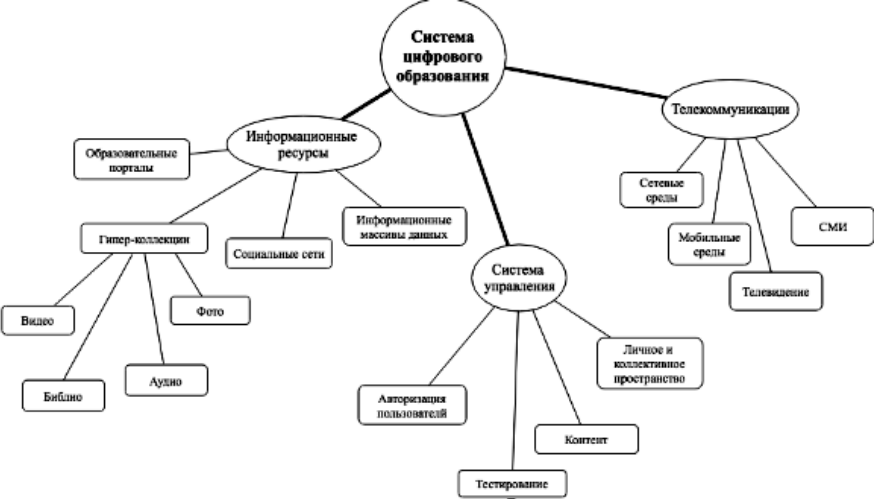 Система
цифрового
образования
Телекоммуникации
Информационные
ресурсы
Образовательные
порталы
Сетевые
среды
Информационные
массивы данных
СМИ
Гипер-коллекции
Социальные сети
Мобильные
среды
Система
управления
Телевидение
Фото
Видео
Личное и
коллективное
пространство
Аудио
Библио
Авторизация
пользователй
Контент
Тестирование